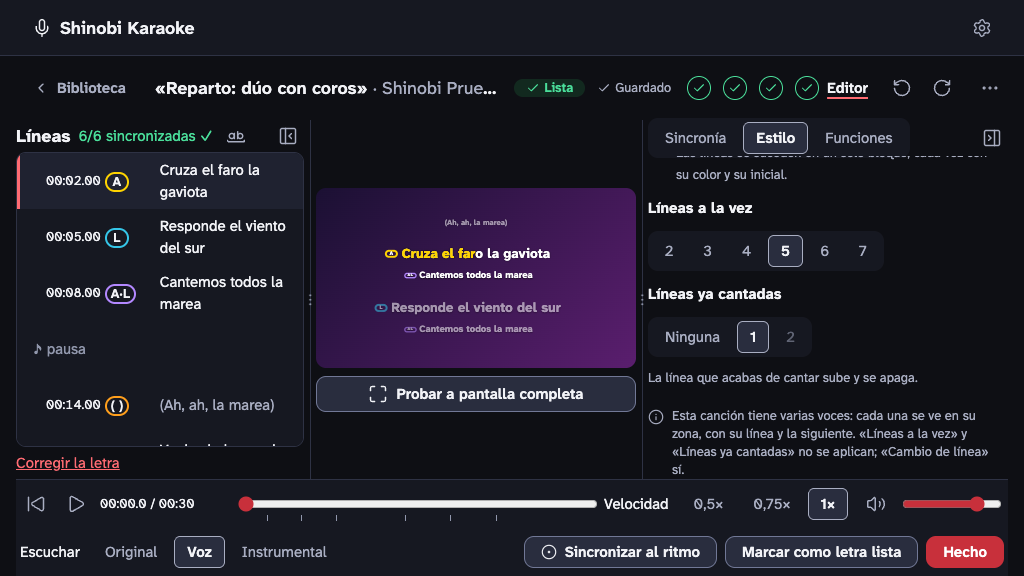 Shinobi Karaoke
Biblioteca
«Reparto: dúo con coros» · Shinobi Prue...
Lista
Guardado
Editor
Líneas 6/6 sincronizadas
ab
00:02.00 A Cruza el faro la
gaviota
00:05.00 L Responde el viento
del sur
00:08.00 A·L Cantemos todos la
marea
♪ pausa
00:14.00 ( ) (Ah, ah, la marea)
Corregir la letra
(Ah, ah, la marea)
Cruza el faro la gaviota
Cantemos todos la marea
L Responde el viento del sur
Cantemos todos la marea
Probar a pantalla completa
Sincronía Estilo Funciones
su color y su inicial.
Líneas a la vez
2 3 4 5 6 7
Líneas ya cantadas
Ninguna 1 2
La línea que acabas de cantar sube y se apaga.
Esta canción tiene varias voces: cada una se ve en su
zona, con su línea y la siguiente. «Líneas a la vez» y
«Líneas ya cantadas» no se aplican; «Cambio de línea»
sí.
00:00.0 / 00:30
Velocidad 0,5× 0,75× 1×
Escuchar Original Voz Instrumental
Sincronizar al ritmo
Marcar como letra lista
Hecho